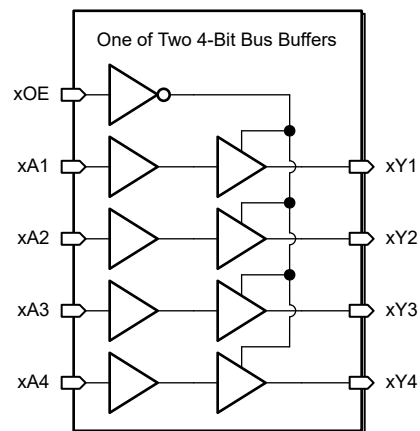 One of Two 4-Bit Bus Buffers
xOE
xA1
xY1
xA2
xY2
xA3
xY3
xA4
xY4